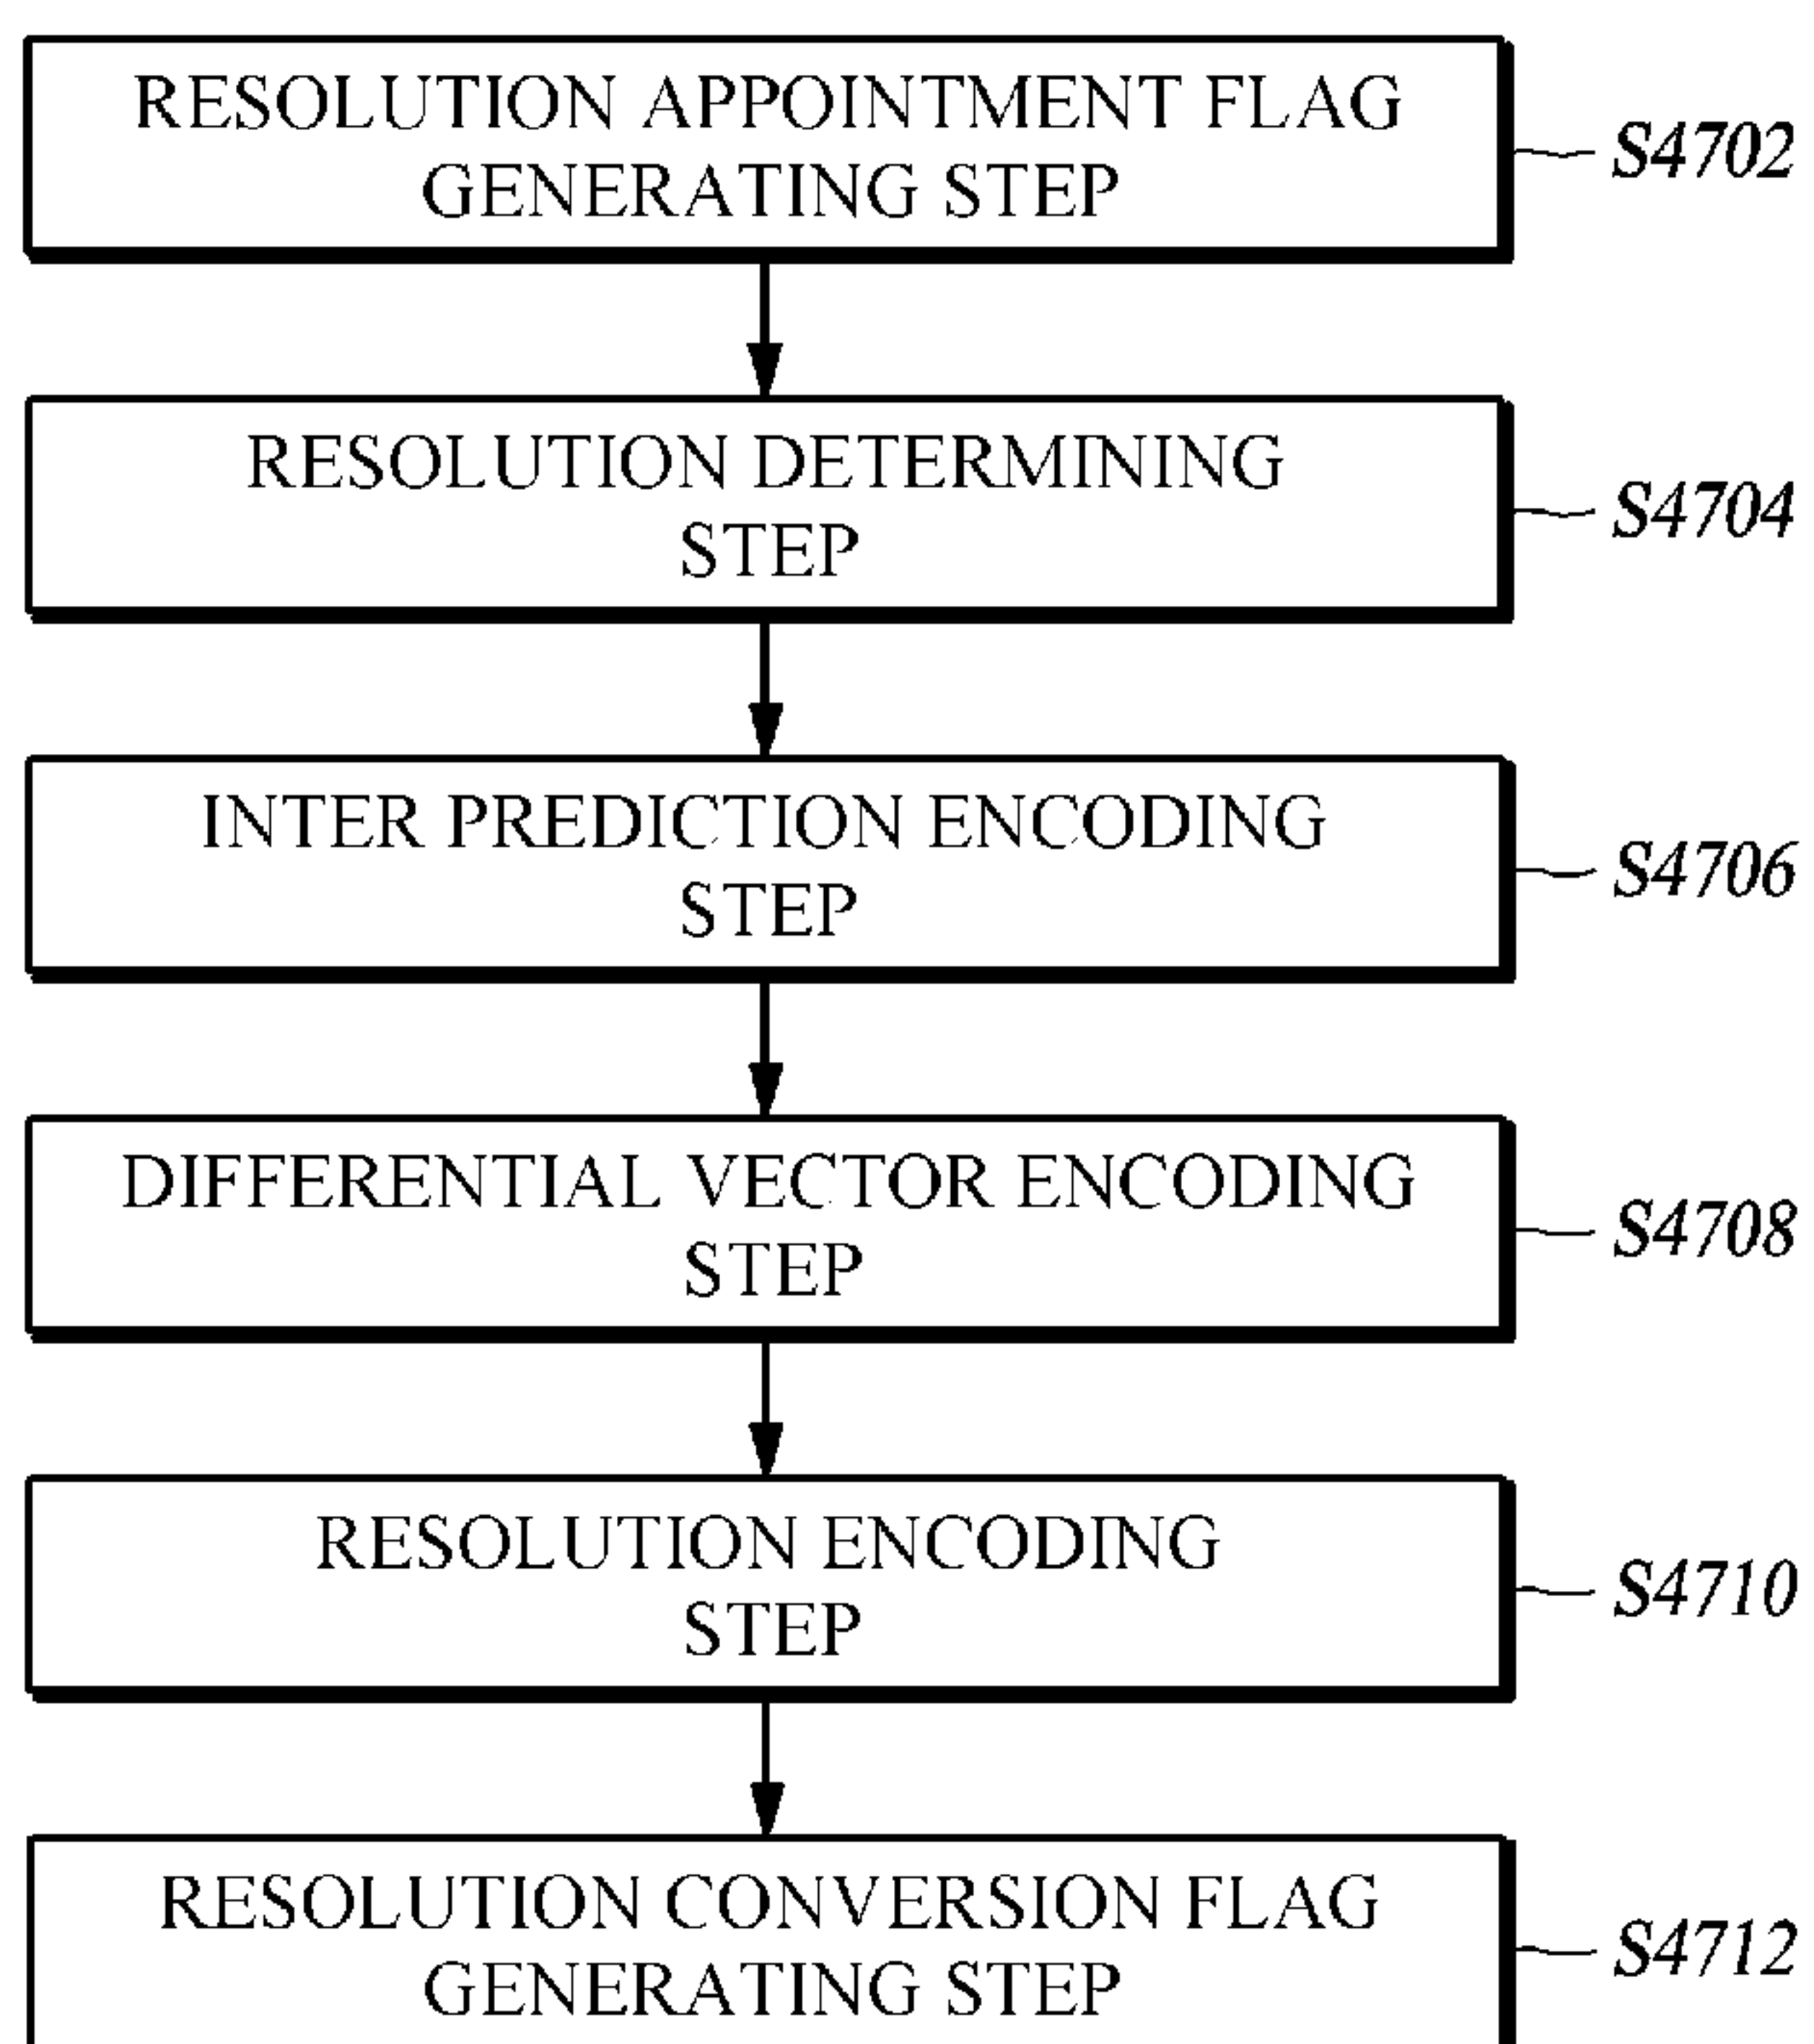 RESOLUTION APPOINTMENT FLAG
GENERATING STEP
S4702
RESOLUTION DETERMINING
STEP
S4704
INTER PREDICTION ENCODING
STEP
S4706
DIFFERENTIAL VECTOR ENCODING
STEP
S4708
RESOLUTION ENCODING
STEP
S4710
RESOLUTION CONVERSION FLAG
GENERATING STEP
S4712